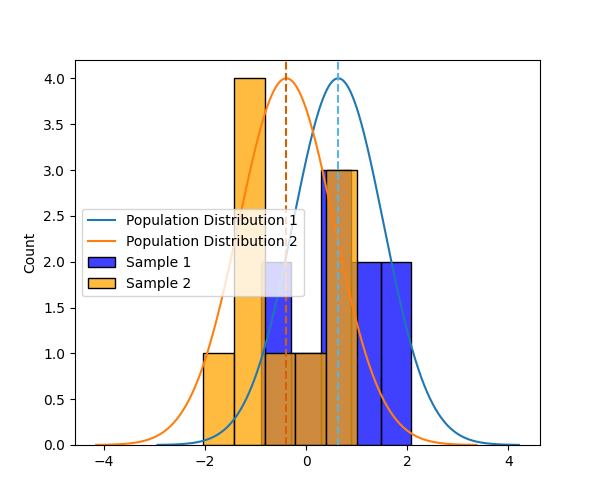 4.0
3.5
3.0
2.5
2.0
1.5
1.0
0.5
0.0
Count
Population Distribution 1
Population Distribution 2
Sample 1
Sample 2
−4 −2 0 2 4